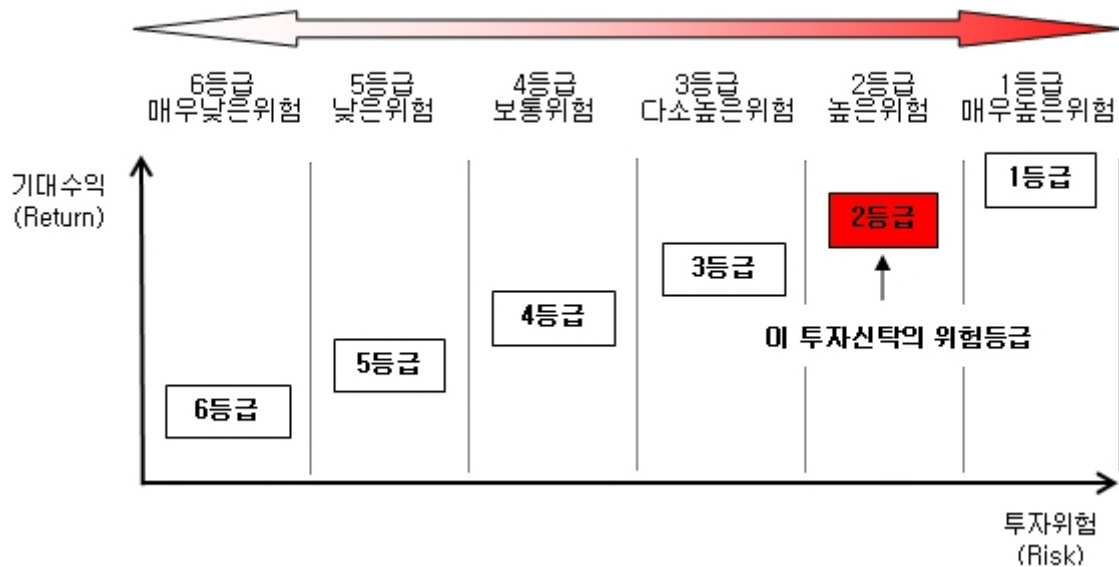 6등급
매우낮은위험
5등급
낮은위험
4등급
보통위험
3등급
다소높은위험
2등급
높은위험
1등급
매우높은위험
기대수익
(Return)
1등급
2등급
3등급
4등급
이 투자신탁의 위험등급
5등급
6등급
투자위험
(Risk)